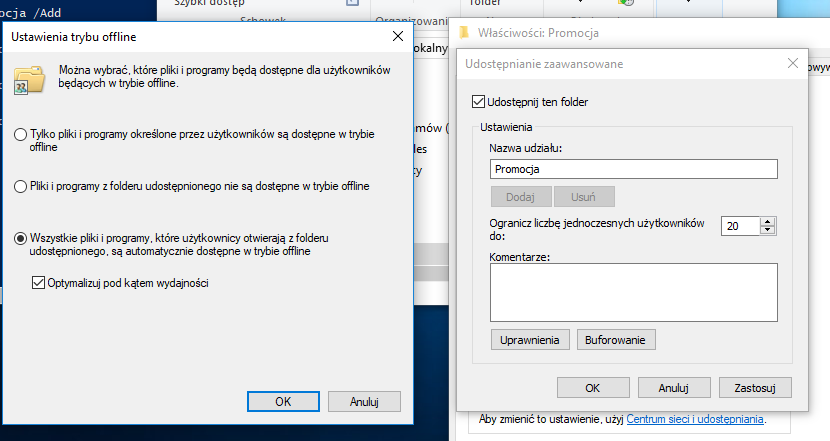 ocja /Add
Szybki dostęp
folder
Schowek
Organizowani
Ustawienia trybu offline
Można wybrać, które pliki i programy będą dostępne dla użytkowników
będących w trybie offline.
Tylko pliki i programy określone przez użytkowników są dostępne w trybie
offline
Pliki i programy z folderu udostępnionego nie są dostępne w trybie offline
Wszystkie pliki i programy, które użytkownicy otwierają z folderu
udostępnionego, są automatycznie dostępne w trybie offline
Optymalizuj pod kątem wydajności
OK
Anuluj
okalny
mów (
les
cy
Właściwości: Promocja
Udostępnianie zaawansowane
Udostępnij ten folder
Ustawienia
Nazwa udziału:
Promocja
Dodaj
Usuń
Ogranicz liczbę jednoczesnych użytkowników
do:
20
Komentarze:
Uprawnienia
Buforowanie
OK
Anuluj
Zastosuj
Aby zmienić to ustawienie, użyj Centrum sieci i udostępniania.